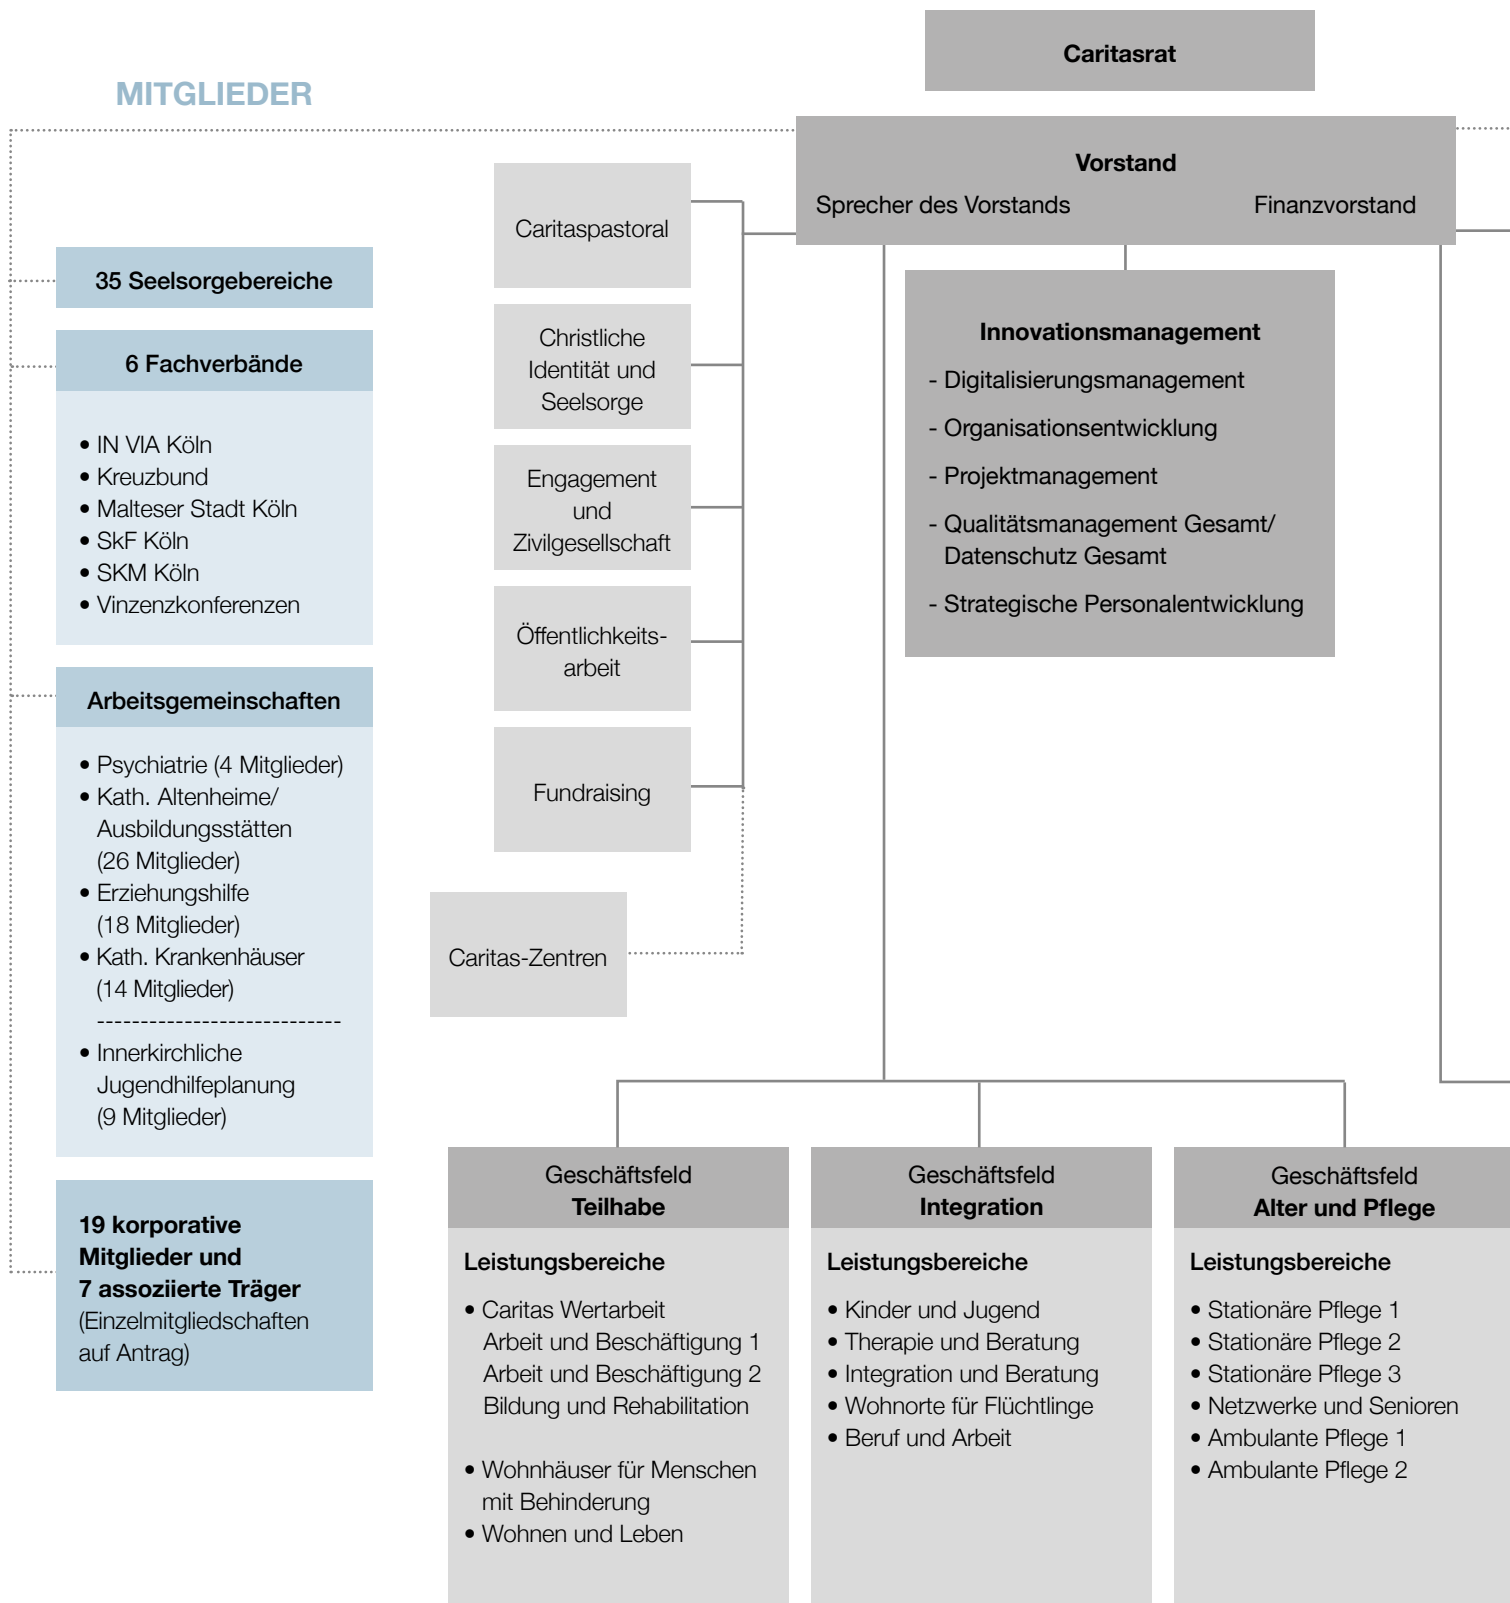 Caritasrat
MITGLIEDER
Vorstand
Sprecher des Vorstands
Finanzvorstand
35 Seelsorgebereiche
6 Fachverbände
• IN VIA Köln
• Kreuzbund
• Malteser Stadt Köln
• SkF Köln
• SKM Köln
• Vinzenzkonferenzen
Arbeitsgemeinschaften
• Psychiatrie (4 Mitglieder)
• Kath. Altenheime/
Ausbildungsstätten
(26 Mitglieder)
• Erziehungshilfe
(18 Mitglieder)
• Kath. Krankenhäuser
(14 Mitglieder)
----------------------------
• Innerkirchliche
Jugendhilfeplanung
(9 Mitglieder)
19 korporative
Mitglieder und
7 assoziierte Träger
(Einzelmitgliedschaften
auf Antrag)
Caritaspastoral
Christliche
Identität und
Seelsorge
Engagement
und
Zivilgesellschaft
Öffentlichkeits-
arbeit
Fundraising
Caritas-Zentren
Innovationsmanagement
- Digitalisierungsmanagement
- Organisationsentwicklung
- Projektmanagement
- Qualitätsmanagement Gesamt/
Datenschutz Gesamt
- Strategische Personalentwicklung
Geschäftsfeld
Teilhabe
Leistungsbereiche
• Caritas Wertarbeit
Arbeit und Beschäftigung 1
Arbeit und Beschäftigung 2
Bildung und Rehabilitation
• Wohnhäuser für Menschen
mit Behinderung
• Wohnen und Leben
Geschäftsfeld
Integration
Leistungsbereiche
• Kinder und Jugend
• Therapie und Beratung
• Integration und Beratung
• Wohnorte für Flüchtlinge
• Beruf und Arbeit
Geschäftsfeld
Alter und Pflege
Leistungsbereiche
• Stationäre Pflege 1
• Stationäre Pflege 2
• Stationäre Pflege 3
• Netzwerke und Senioren
• Ambulante Pflege 1
• Ambulante Pflege 2